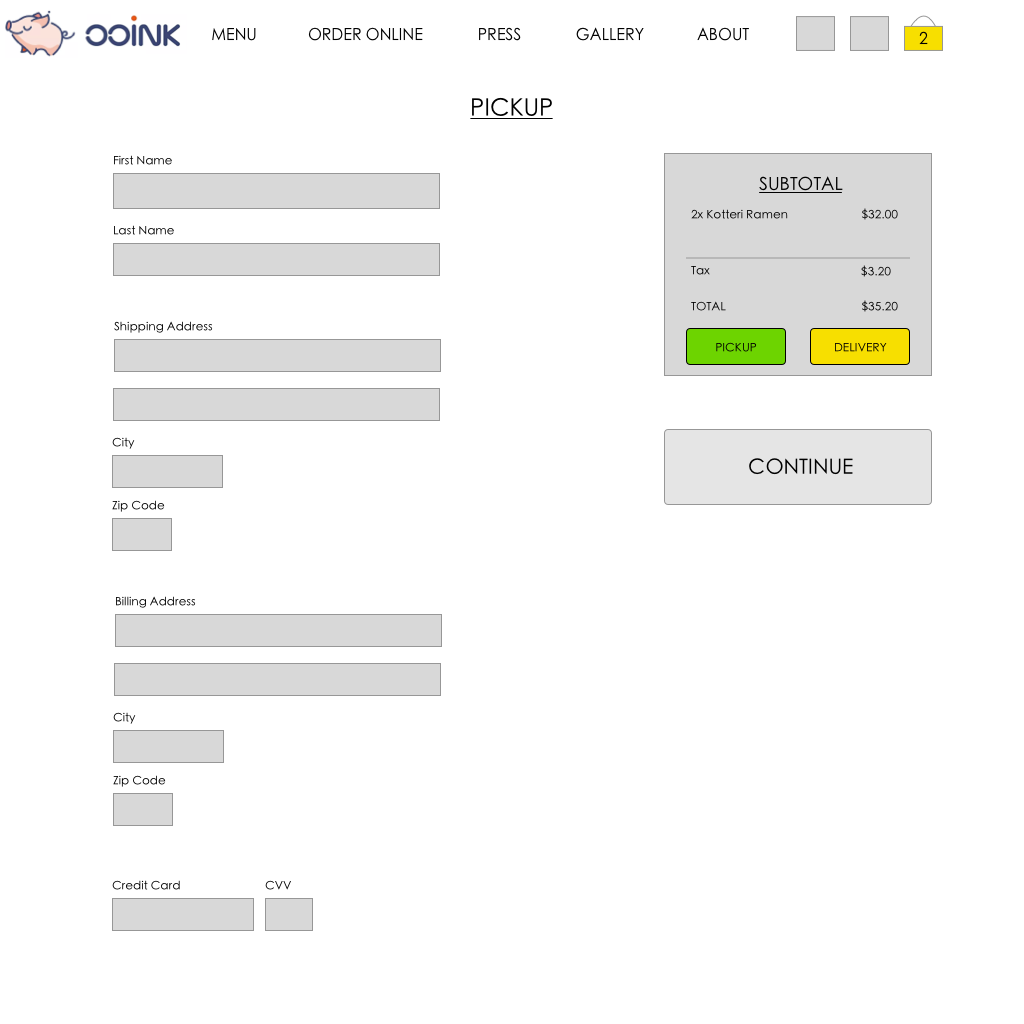 OOINK
MENU
ORDER ONLINE
PRESS
GALLERY
ABOUT
2
PICKUP
First Name
Last Name
Shipping Address
City
Zip Code
Billing Address
City
Zip Code
Credit Card
CVV
SUBTOTAL
2x Kotteri Ramen $32.00
Tax $3.20
TOTAL $35.20
PICKUP
DELIVERY
CONTINUE